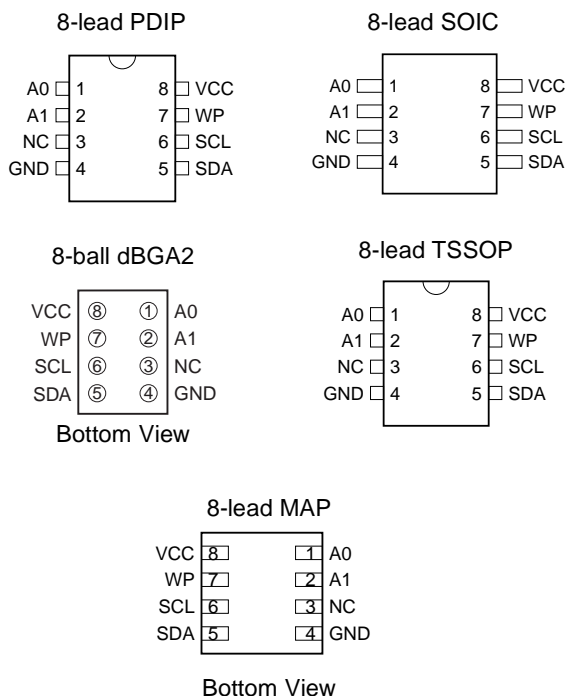 8-lead PDIP
A0 1 8 VCC
A1 2 7 WP
NC 3 6 SCL
GND 4 5 SDA
8-lead SOIC
A0 1 8 VCC
A1 2 7 WP
NC 3 6 SCL
GND 4 5 SDA
8-ball dBGA2
VCC 8 1 A0
WP 7 2 A1
SCL 6 3 NC
SDA 5 4 GND
Bottom View
8-lead TSSOP
A0 1 8 VCC
A1 2 7 WP
NC 3 6 SCL
GND 4 5 SDA
8-lead MAP
VCC 8 1 A0
WP 7 2 A1
SCL 6 3 NC
SDA 5 4 GND
Bottom View